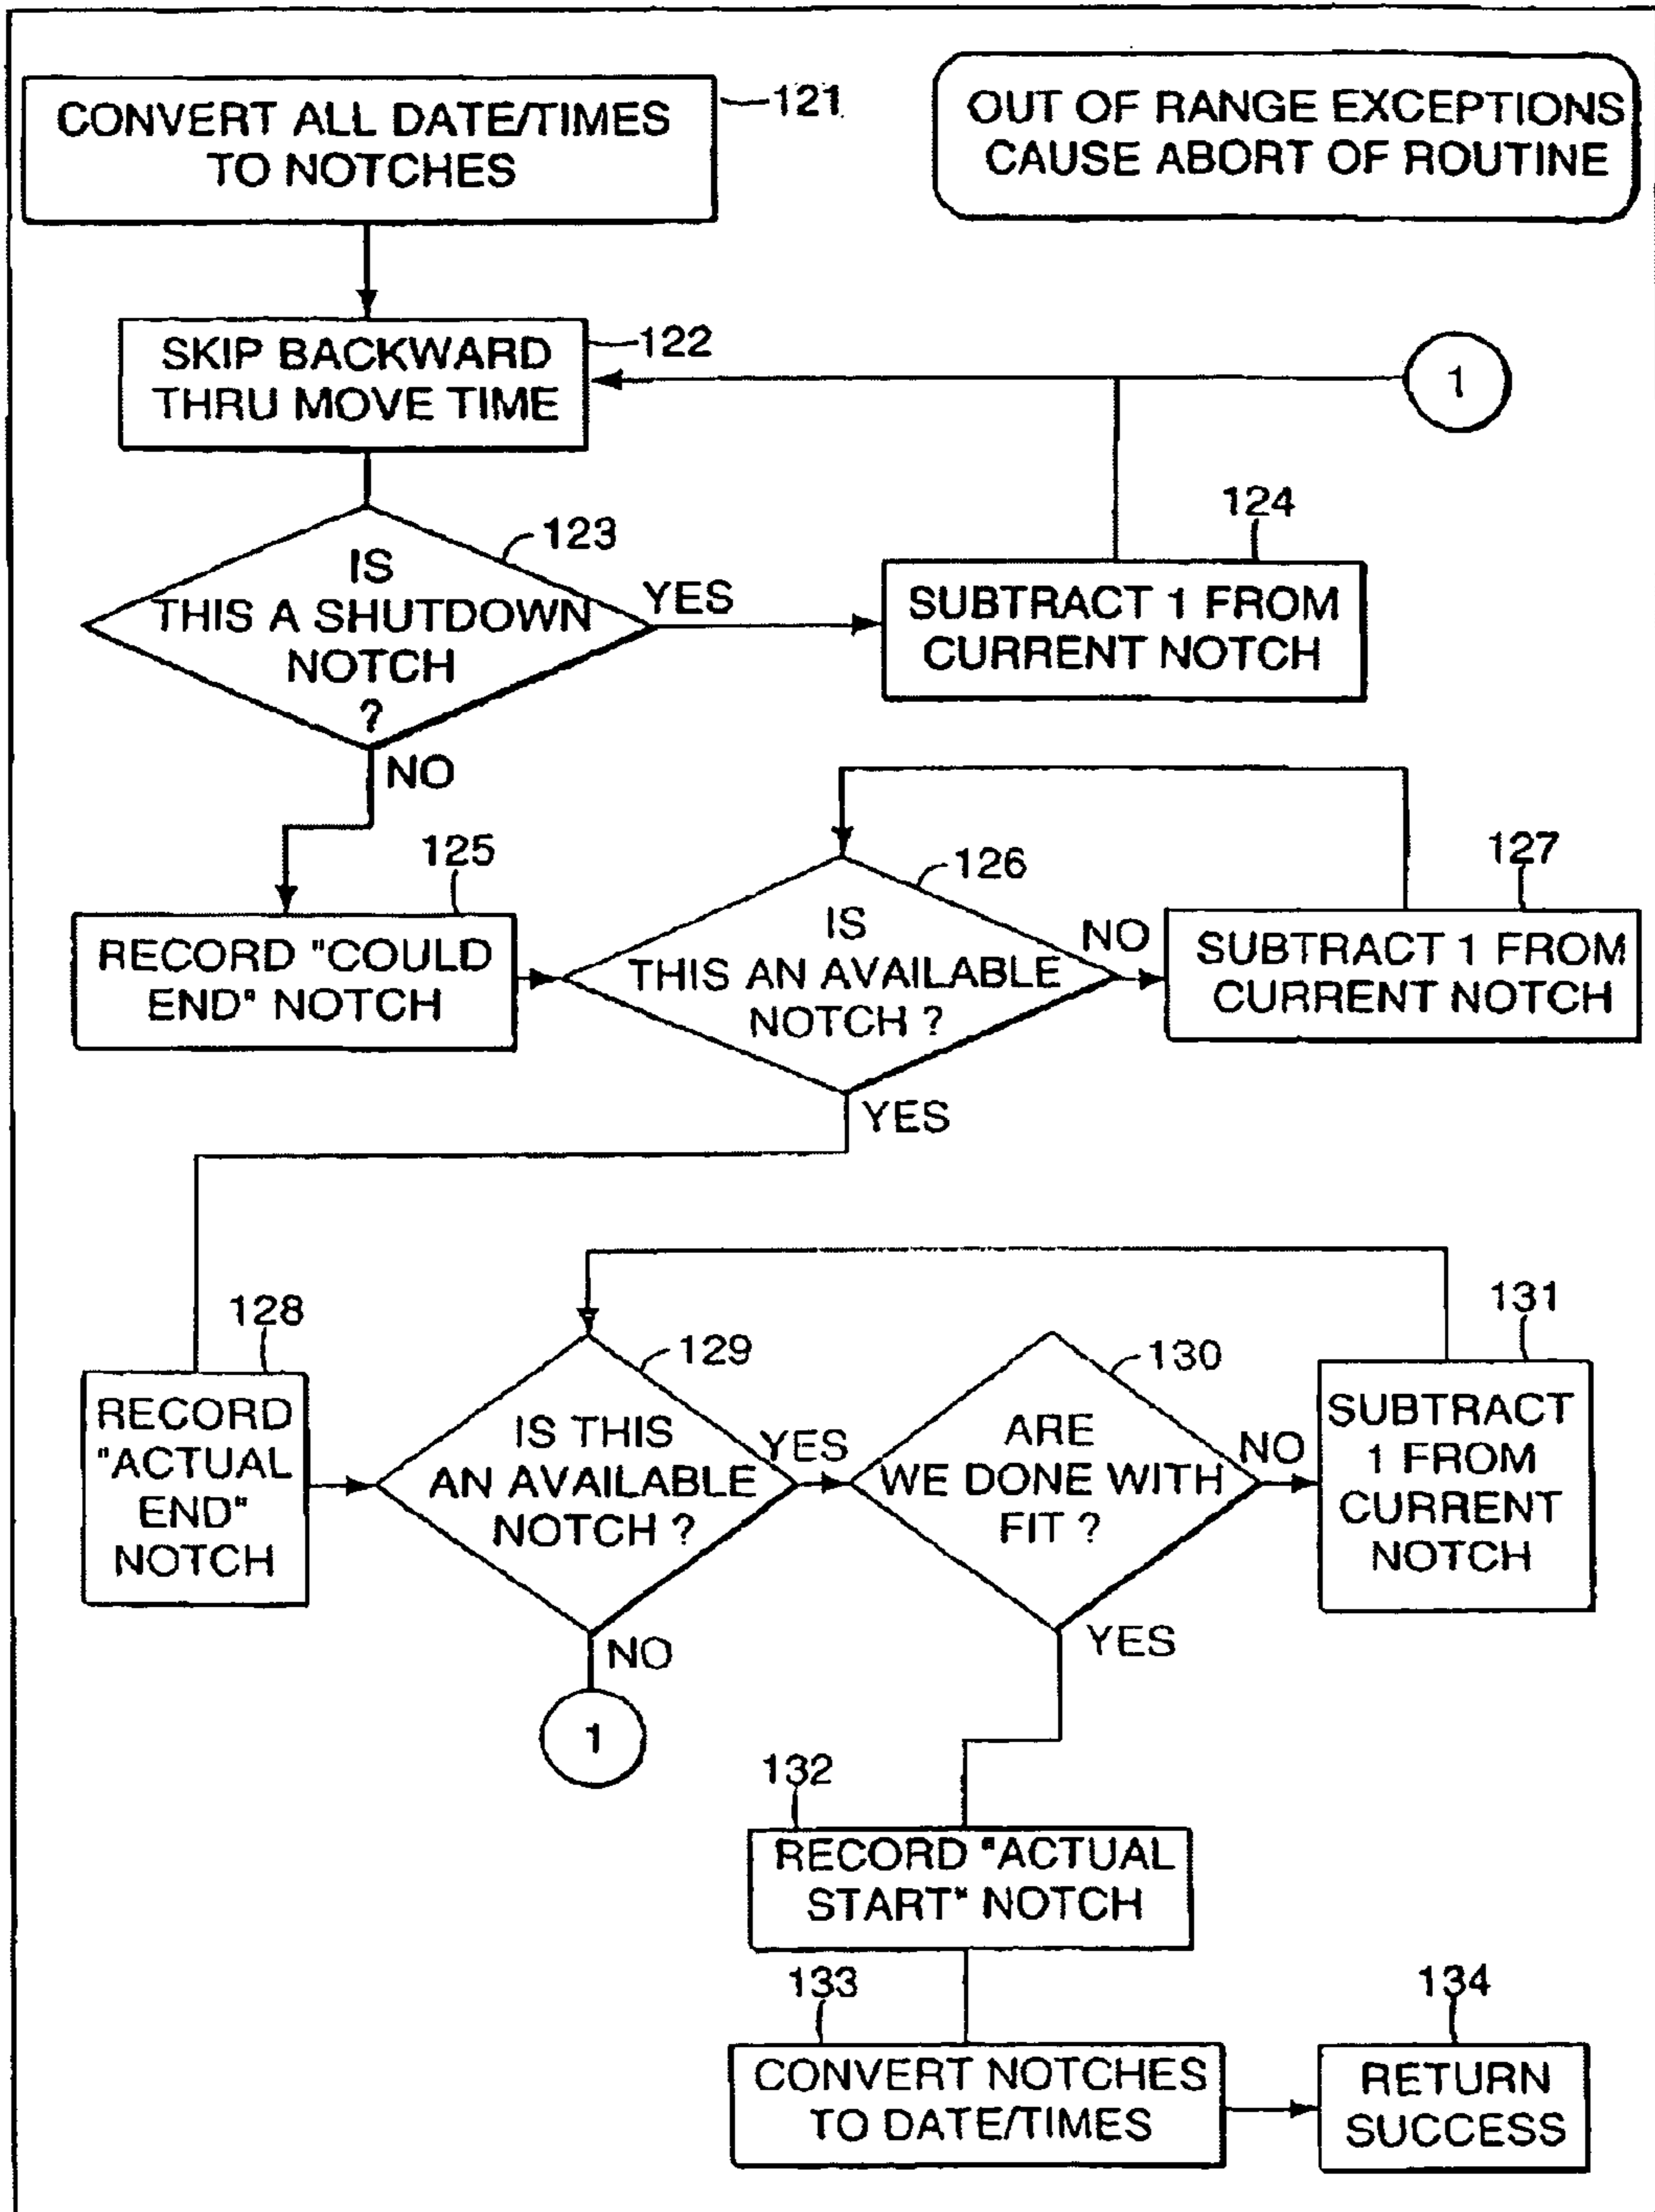 CONVERT ALL DATE/TIMES
TO NOTCHES
121
OUT OF RANGE EXCEPTIONS
CAUSE ABORT OF ROUTINE
SKIP BACKWARD
THRU MOVE TIME
122
1
IS
THIS A SHUTDOWN
NOTCH
?
123
YES
NO
124
SUBTRACT 1 FROM
CURRENT NOTCH
125
RECORD "COULD
END" NOTCH
126
IS
THIS AN AVAILABLE
NOTCH ?
NO
YES
127
SUBTRACT 1 FROM
CURRENT NOTCH
128
RECORD
"ACTUAL
END"
NOTCH
129
IS THIS
AN AVAILABLE
NOTCH ?
YES
NO
1
130
ARE
WE DONE WITH
FIT ?
NO
YES
131
SUBTRACT
1 FROM
CURRENT
NOTCH
132
RECORD "ACTUAL
START" NOTCH
133
CONVERT NOTCHES
TO DATE/TIMES
134
RETURN
SUCCESS